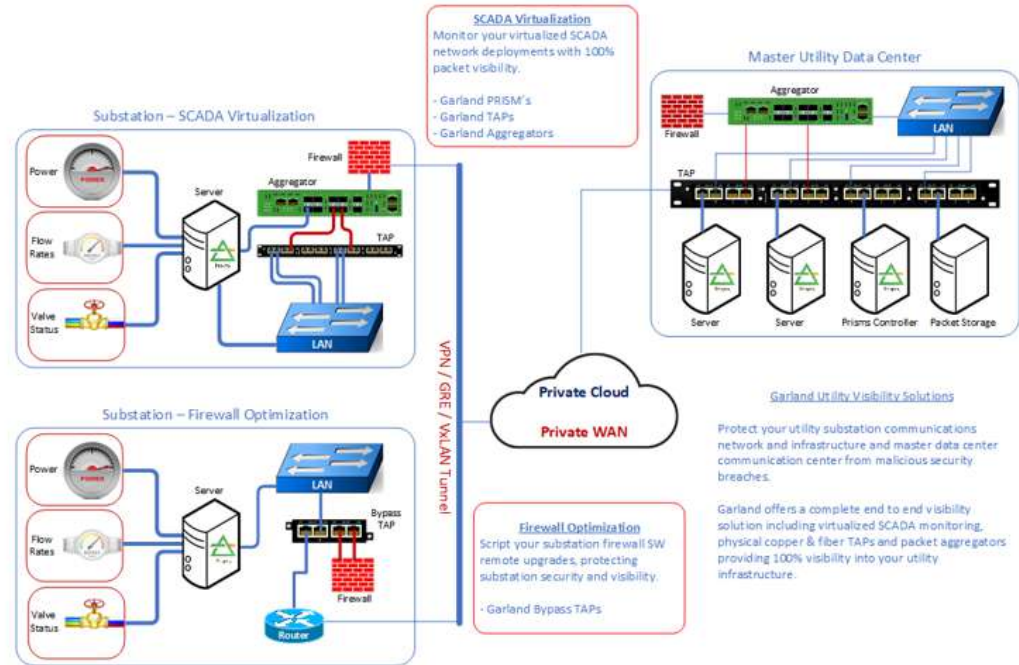 SCADA Virtualization
Monitor your virtualized SCADA
network deployments with 100%
packet visibility.
- Garland PRISM's
- Garland TAPs
- Garland Aggregators
Master Utility Data Center
Aggregator
Firewall
LAN
TAP
Server
Server
Prisms Controller
Packet Storage
Substation – SCADA Virtualization
Power
POWER
Flow
Rates
Valve
Status
Server
Firewall
Aggregator
TAP
LAN
VPN / GRE / VxLAN Tunnel
Private Cloud
Private WAN
Substation – Firewall Optimization
Power
POWER
Flow
Rates
Valve
Status
Server
LAN
Bypass
TAP
Firewall
Router
Firewall Optimization
Script your substation firewall SW
remote upgrades, protecting
substation security and visibility.
- Garland Bypass TAPs
Garland Utility Visibility Solutions
Protect your utility substation communications
network and infrastructure and master data center
communication center from malicious security
breaches.
Garland offers a complete end to end visibility
solution including virtualized SCADA monitoring,
physical copper & fiber TAPs and packet aggregators
providing 100% visibility into your utility
infrastructure.